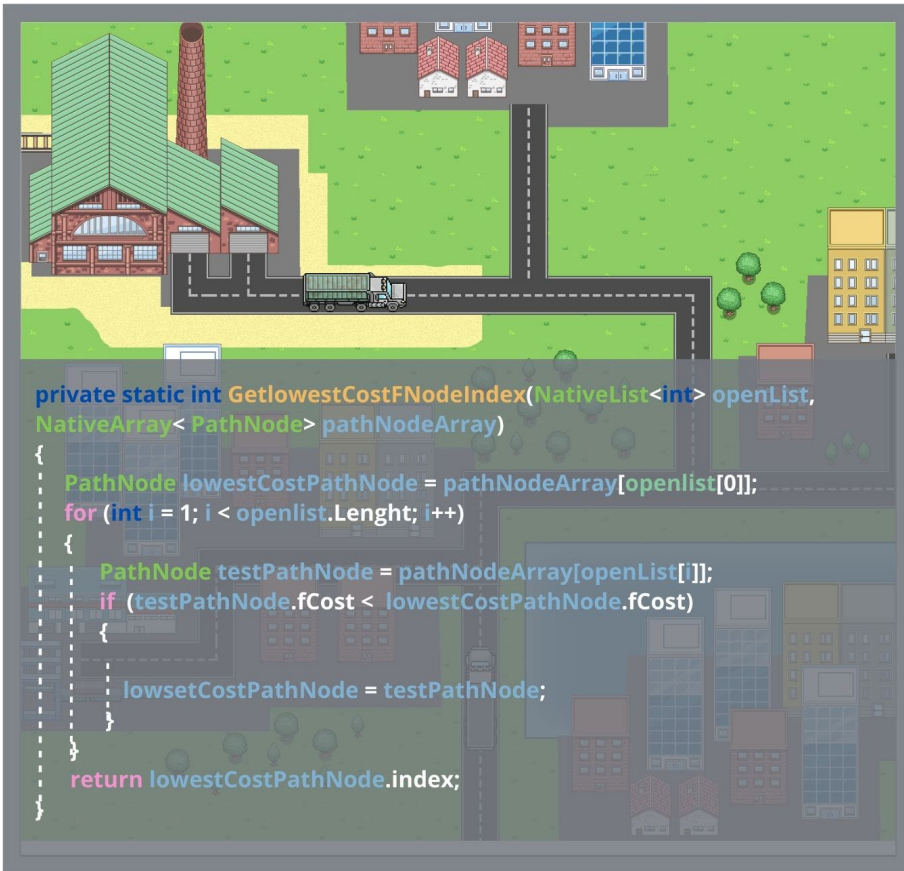 private static int GetlowestCostFNodeIndex(NativeList<int> openList,
NativeArray< PathNode> pathNodeArray)
{
PathNode lowestCostPathNode = pathNodeArray[openlist[0]];
for (int i = 1; i < openlist.Lenght; i++)
{
PathNode testPathNode = pathNodeArray[openList[i]];
if (testPathNode.fCost < lowestCostPathNode.fCost)
{
lowsetCostPathNode = testPathNode;
}
}
return lowestCostPathNode.index;
}